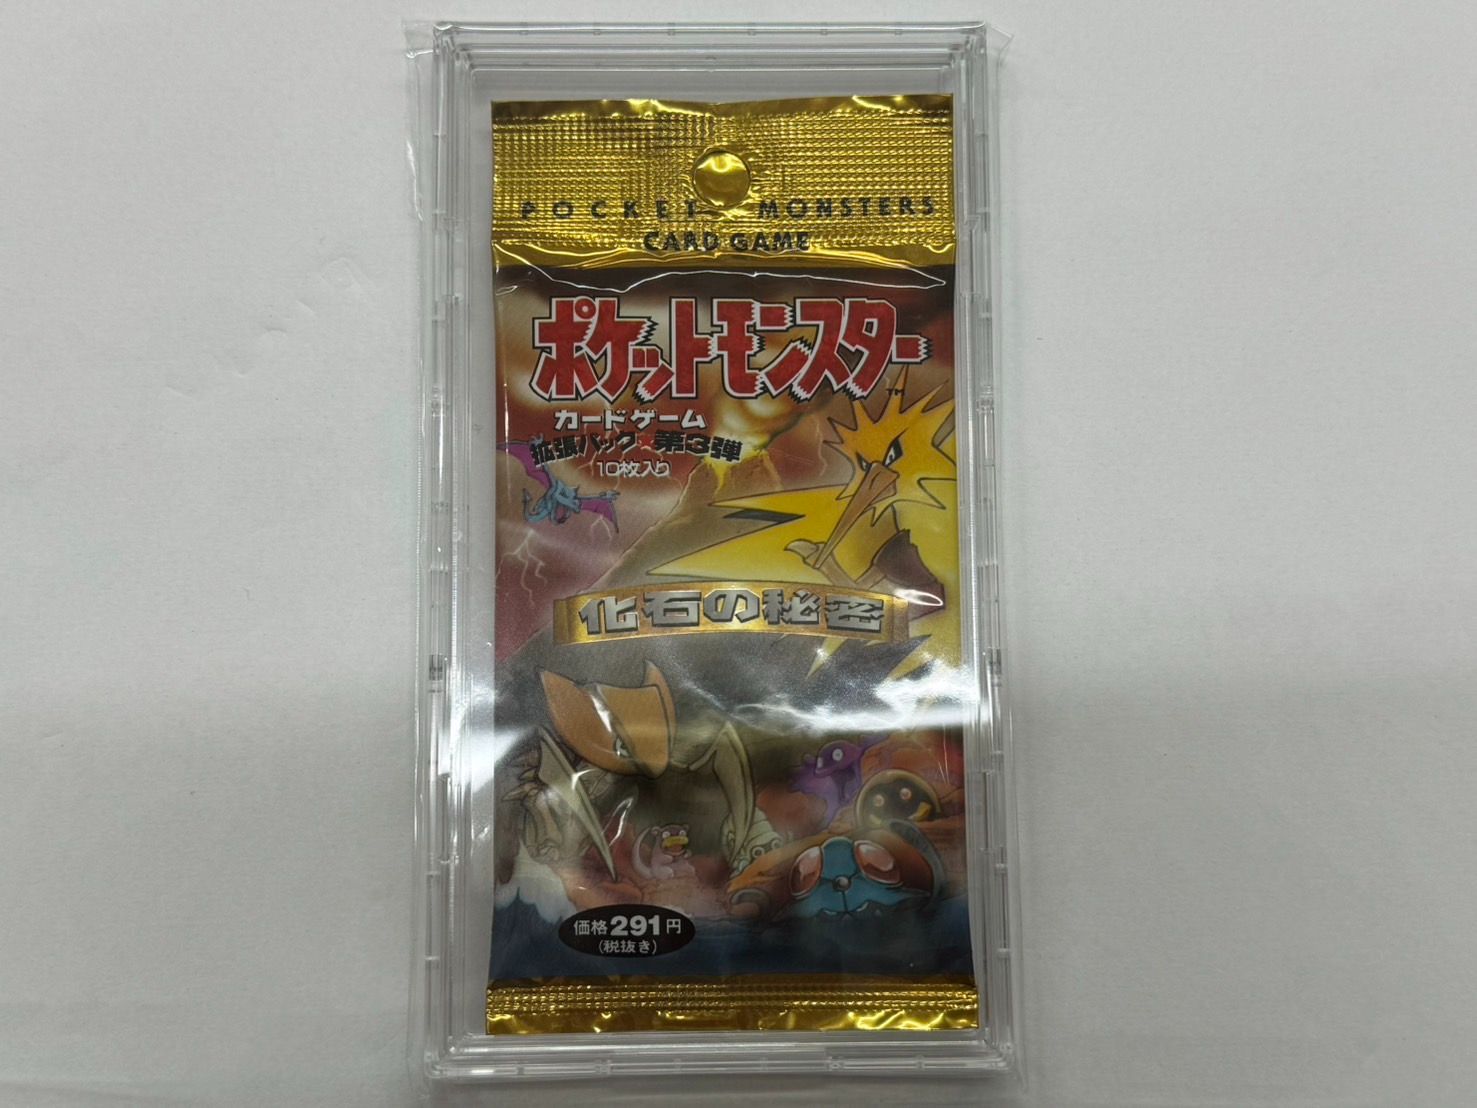 POCKET MONSTERS
CARD GAME
ポケットモンスター
TM
カードゲーム
拡張パック★第3弾
10枚入り
化石の秘密
価格291円
(税抜き)